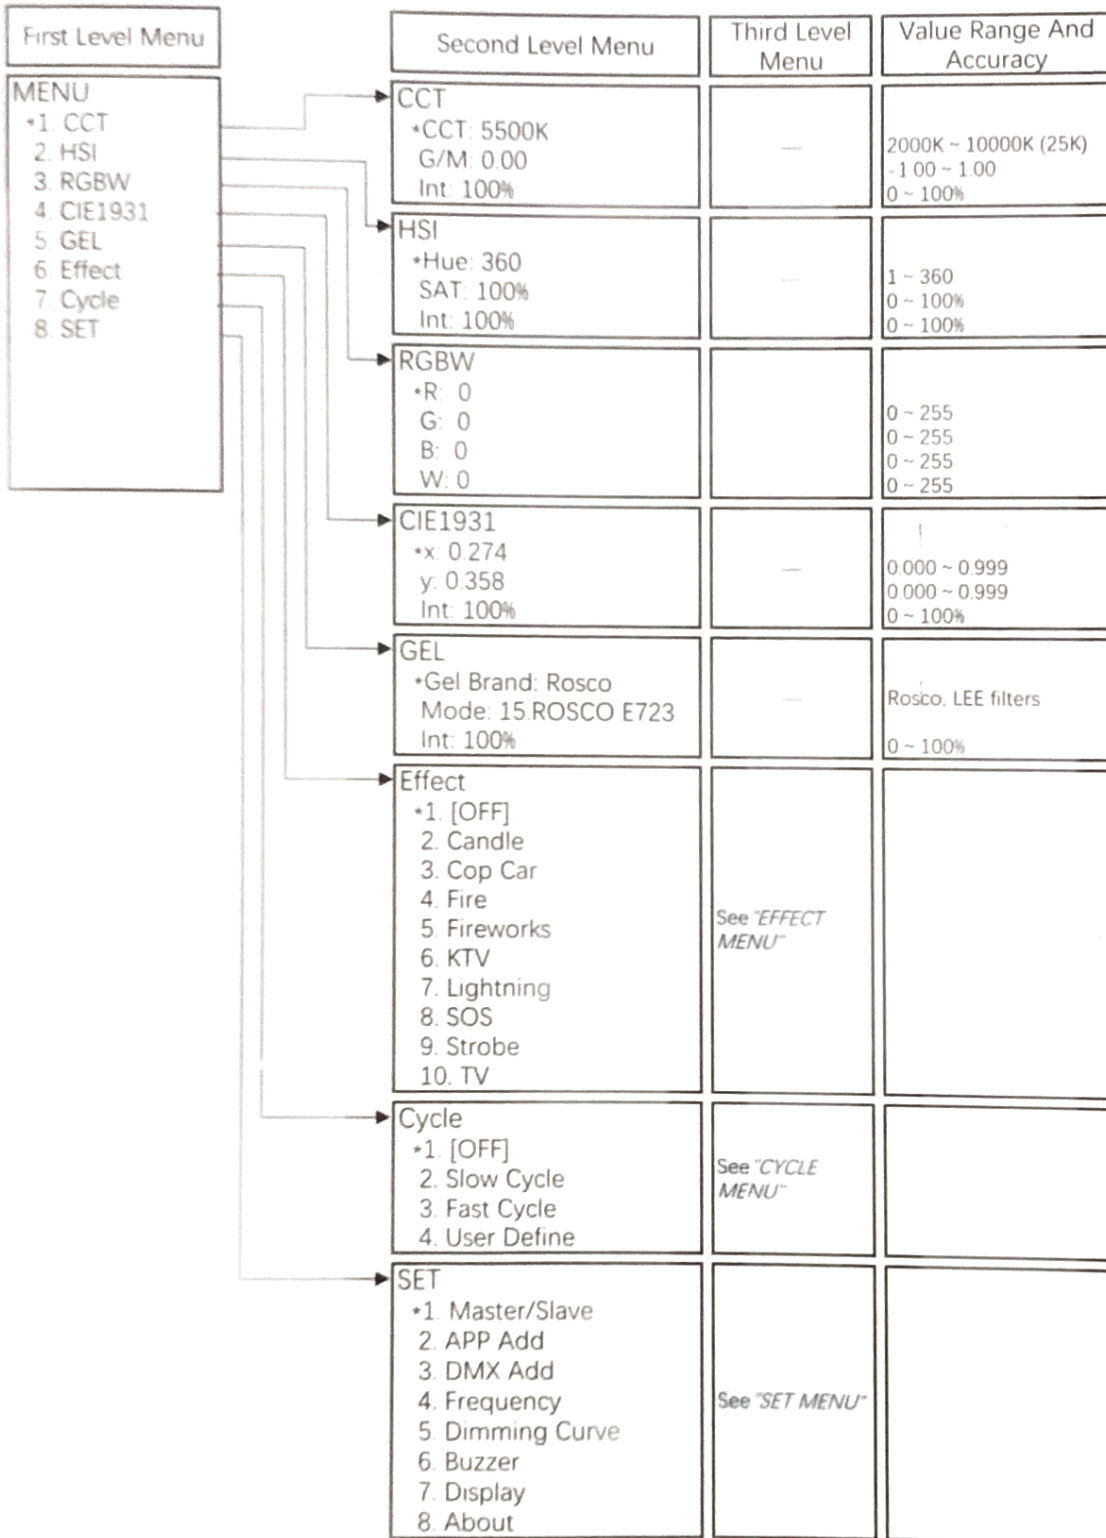 First Level Menu
Second Level Menu
Third Level
Menu
Value Range And
Accuracy
MENU
*1. CCT
2. HSI
3. RGBW
4. CIE1931
5. GEL
6. Effect
7. Cycle
8. SET
CCT
*CCT: 5500K
G/M: 0.00
Int: 100%
—
2000K ~ 10000K (25K)
-1.00 ~ 1.00
0 ~ 100%
HSI
*Hue: 360
SAT: 100%
Int: 100%
—
1 ~ 360
0 ~ 100%
0 ~ 100%
RGBW
*R: 0
G: 0
B: 0
W: 0
0 ~ 255
0 ~ 255
0 ~ 255
0 ~ 255
CIE1931
*x: 0.274
y: 0.358
Int: 100%
—
0.000 ~ 0.999
0.000 ~ 0.999
0 ~ 100%
GEL
*Gel Brand: Rosco
Mode: 15.ROSCO E723
Int: 100%
—
Rosco, LEE filters
0 ~ 100%
Effect
*1. [OFF]
2. Candle
3. Cop Car
4. Fire
5. Fireworks
6. KTV
7. Lightning
8. SOS
9. Strobe
10. TV
See "EFFECT
MENU"
Cycle
*1. [OFF]
2. Slow Cycle
3. Fast Cycle
4. User Define
See "CYCLE
MENU"
SET
*1. Master/Slave
2. APP Add
3. DMX Add
4. Frequency
5. Dimming Curve
6. Buzzer
7. Display
8. About
See "SET MENU"